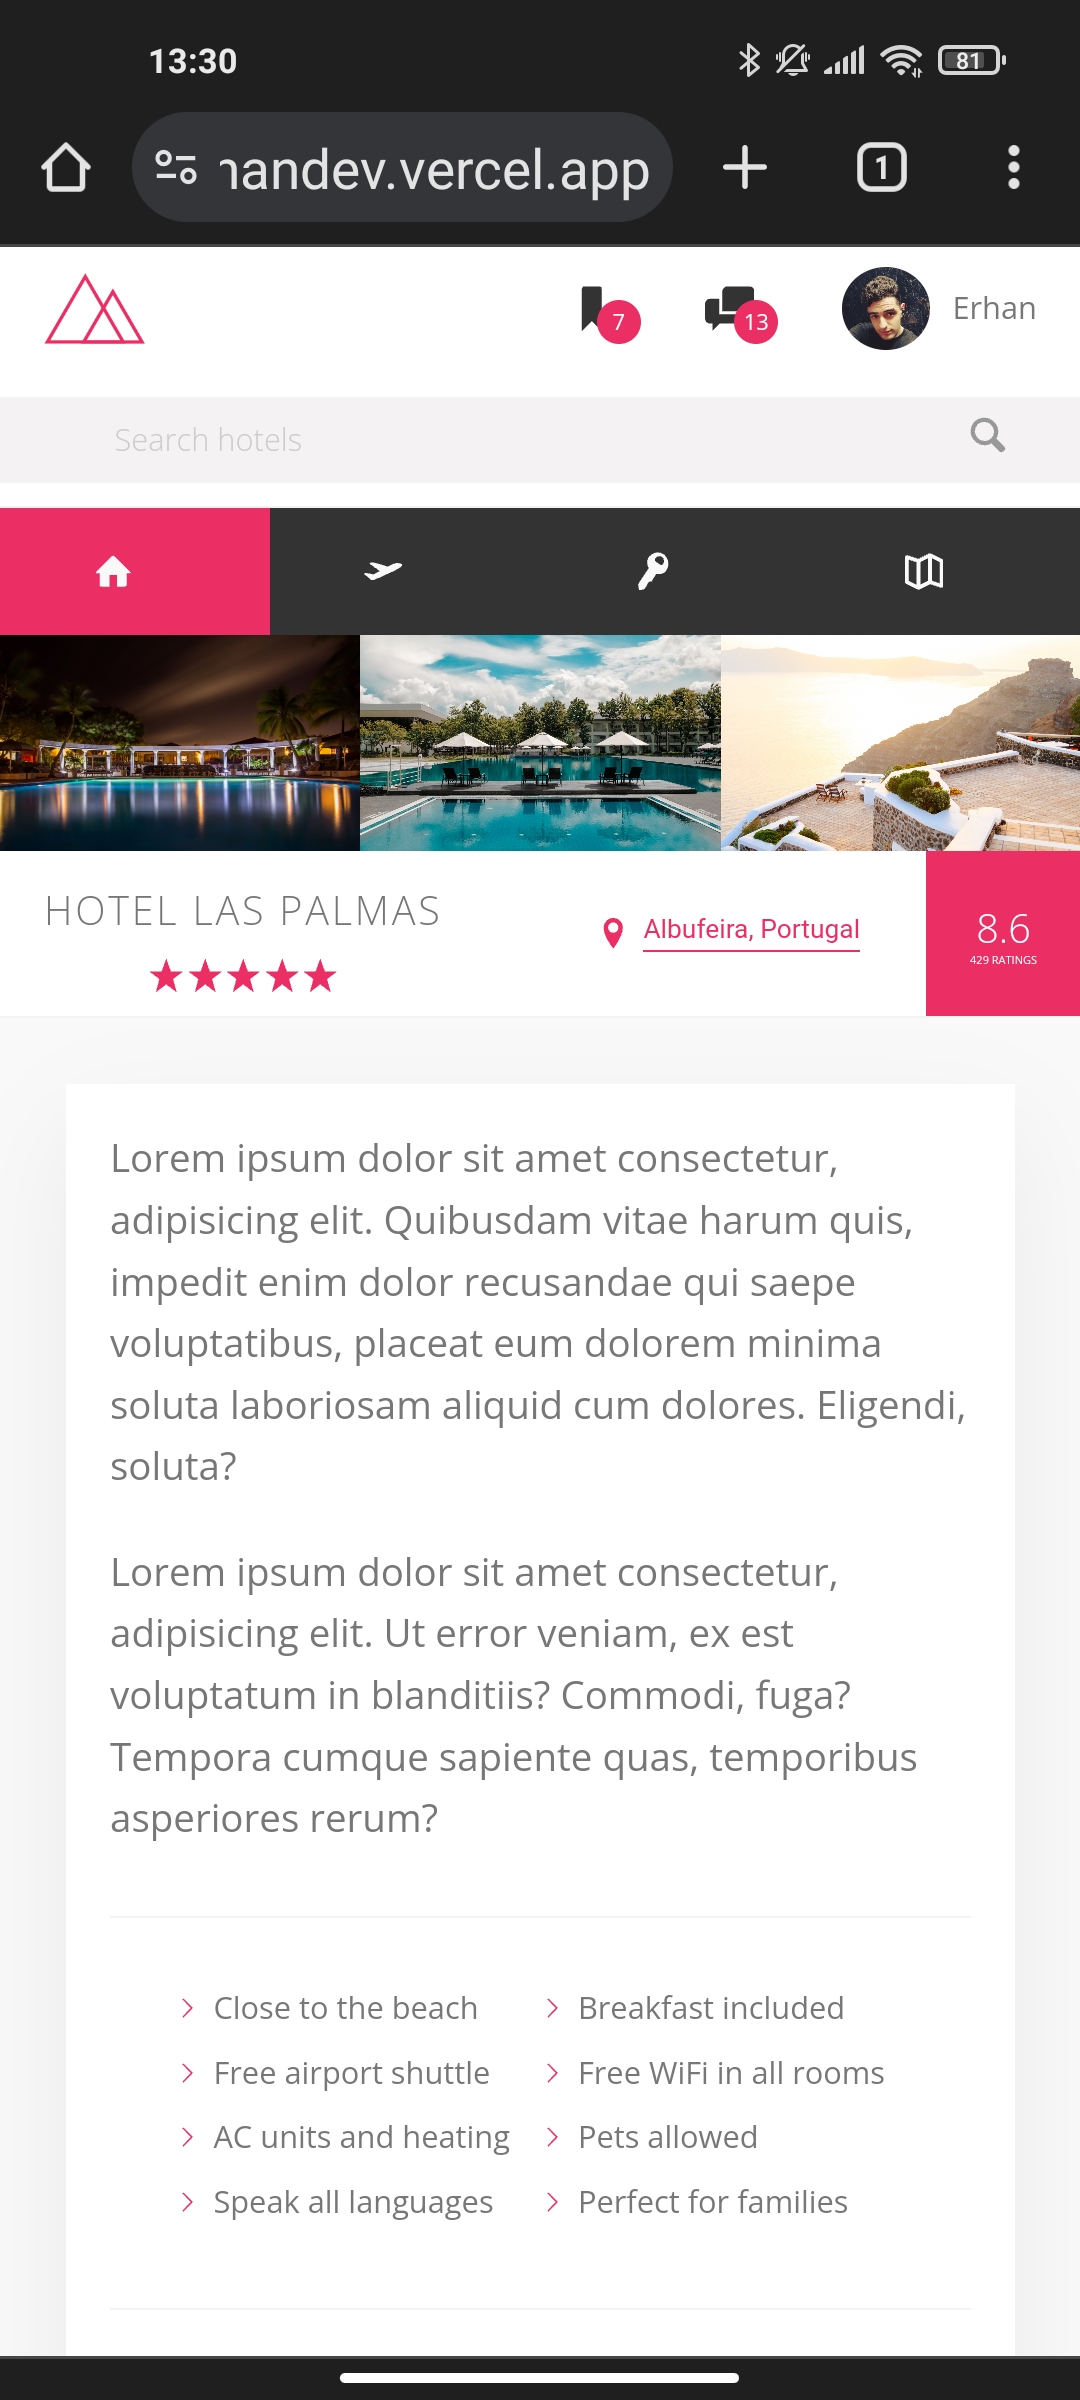 13:30
81
nandev.vercel.app
1
7
13
Erhan
Search hotels
HOTEL LAS PALMAS
Albufeira, Portugal
8.6
429 RATINGS
Lorem ipsum dolor sit amet consectetur,
adipisicing elit. Quibusdam vitae harum quis,
impedit enim dolor recusandae qui saepe
voluptatibus, placeat eum dolorem minima
soluta laboriosam aliquid cum dolores. Eligendi,
soluta?
Lorem ipsum dolor sit amet consectetur,
adipisicing elit. Ut error veniam, ex est
voluptatum in blanditiis? Commodi, fuga?
Tempora cumque sapiente quas, temporibus
asperiores rerum?
Close to the beach
Breakfast included
Free airport shuttle
Free WiFi in all rooms
AC units and heating
Pets allowed
Speak all languages
Perfect for families